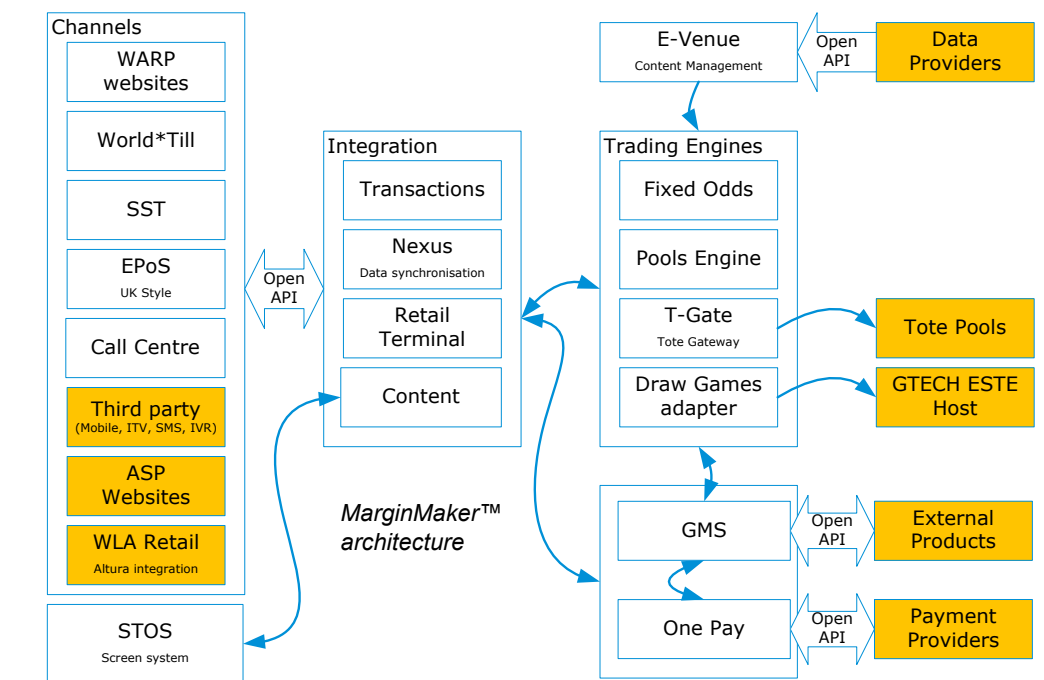 Channels
WARP
websites
World*Till
SST
EPoS
UK Style
Call Centre
Third party
(Mobile, ITV, SMS, IVR)
ASP
Websites
WLA Retail
Altura integration
STOS
Screen system
Open
API
Integration
Transactions
Nexus
Data synchronisation
Retail
Terminal
Content
MarginMaker™
architecture
E-Venue
Content Management
Open
API
Data
Providers
Trading Engines
Fixed Odds
Pools Engine
T-Gate
Tote Gateway
Draw Games
adapter
Tote Pools
GTECH ESTE
Host
GMS
Open
API
External
Products
One Pay
Open
API
Payment
Providers